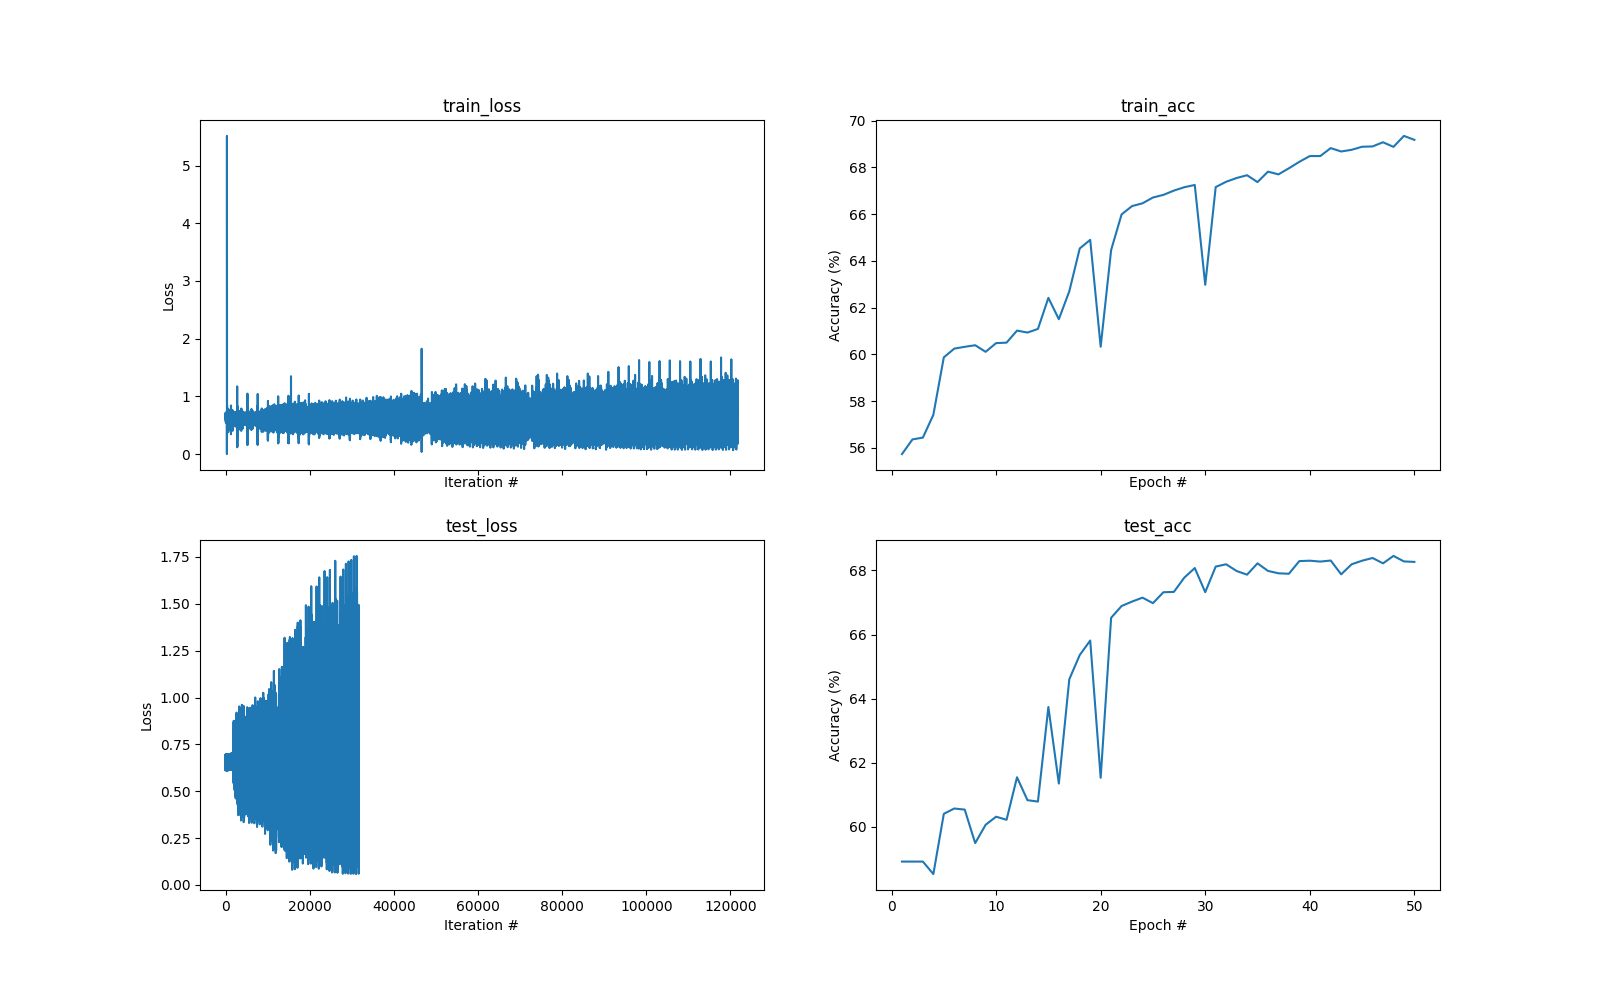 train_loss
Loss
5
4
3
2
1
0
Iteration #
train_acc
Accuracy (%)
70
68
66
64
62
60
58
56
Epoch #
test_loss
Loss
1.75
1.50
1.25
1.00
0.75
0.50
0.25
0.00
0 20000 40000 60000 80000 100000 120000
Iteration #
test_acc
Accuracy (%)
68
66
64
62
60
0 10 20 30 40 50
Epoch #